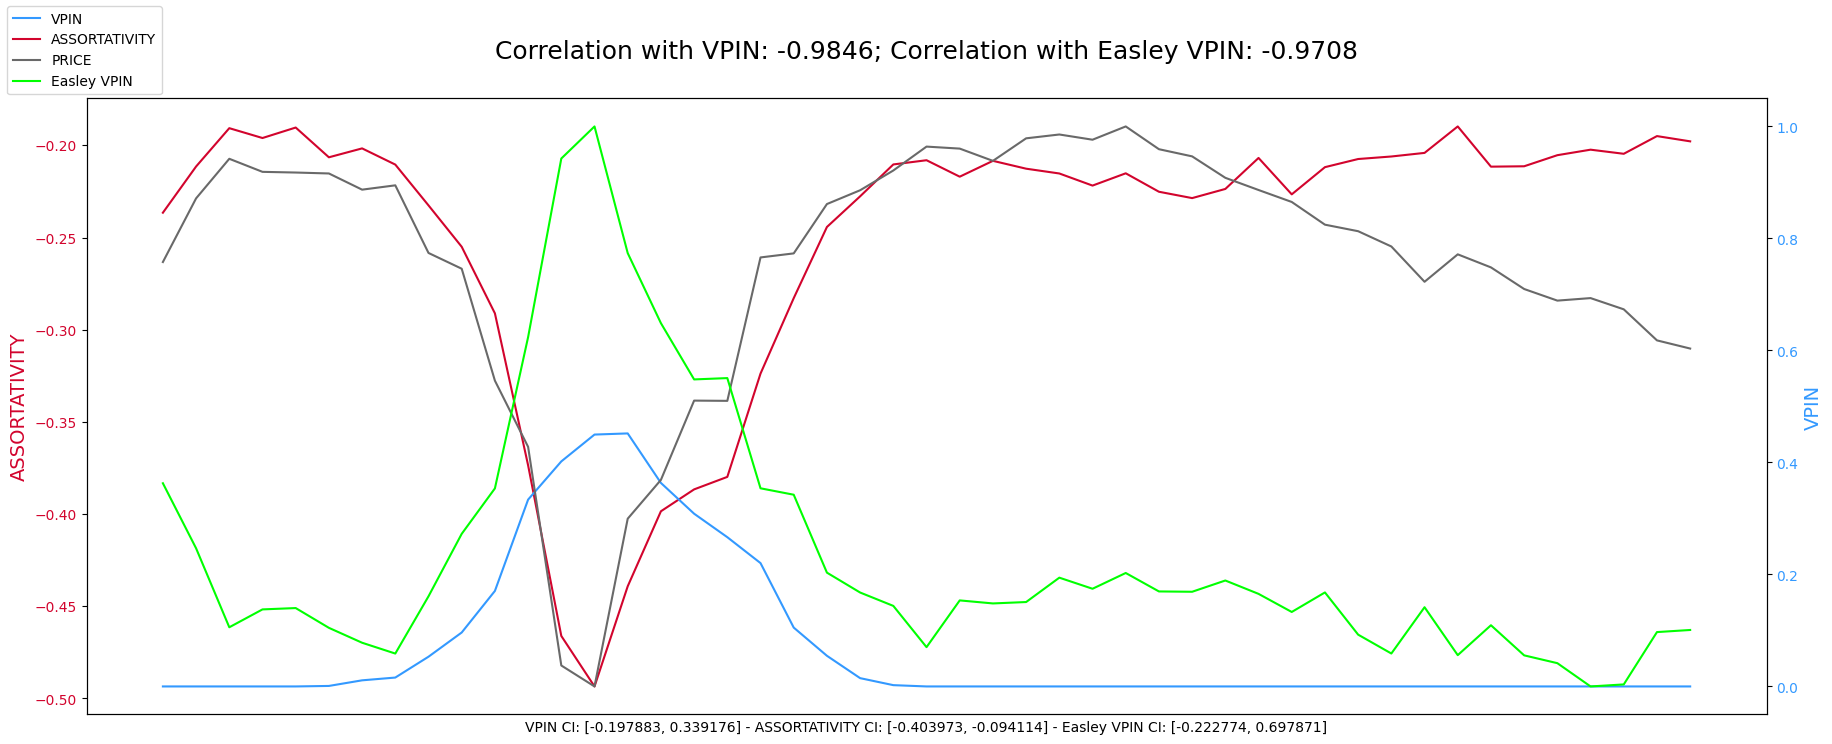 VPIN
ASSORTATIVITY
PRICE
Easley VPIN
Correlation with VPIN: -0.9846; Correlation with Easley VPIN: -0.9708
ASSORTATIVITY
−0.20
−0.25
−0.30
−0.35
−0.40
−0.45
−0.50
1.0
0.8
0.6
0.4
0.2
0.0
VPIN
VPIN CI: [-0.197883, 0.339176] - ASSORTATIVITY CI: [-0.403973, -0.094114] - Easley VPIN CI: [-0.222774, 0.697871]